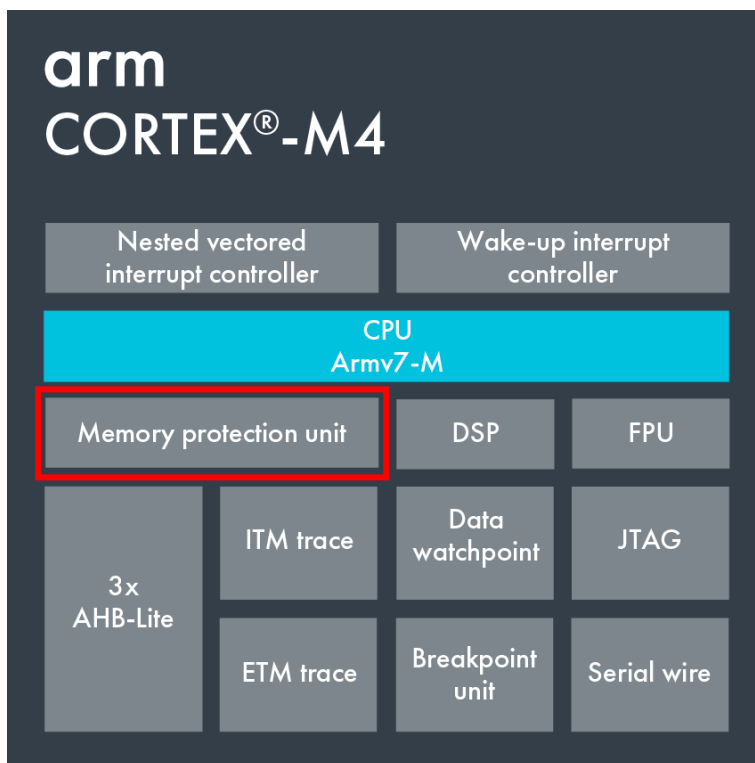 arm
CORTEX®-M4
Nested vectored
interrupt controller
Wake-up interrupt
controller
CPU
Armv7-M
Memory protection unit
DSP
FPU
3x
AHB-Lite
ITM trace
Data
watchpoint
JTAG
ETM trace
Breakpoint
unit
Serial wire